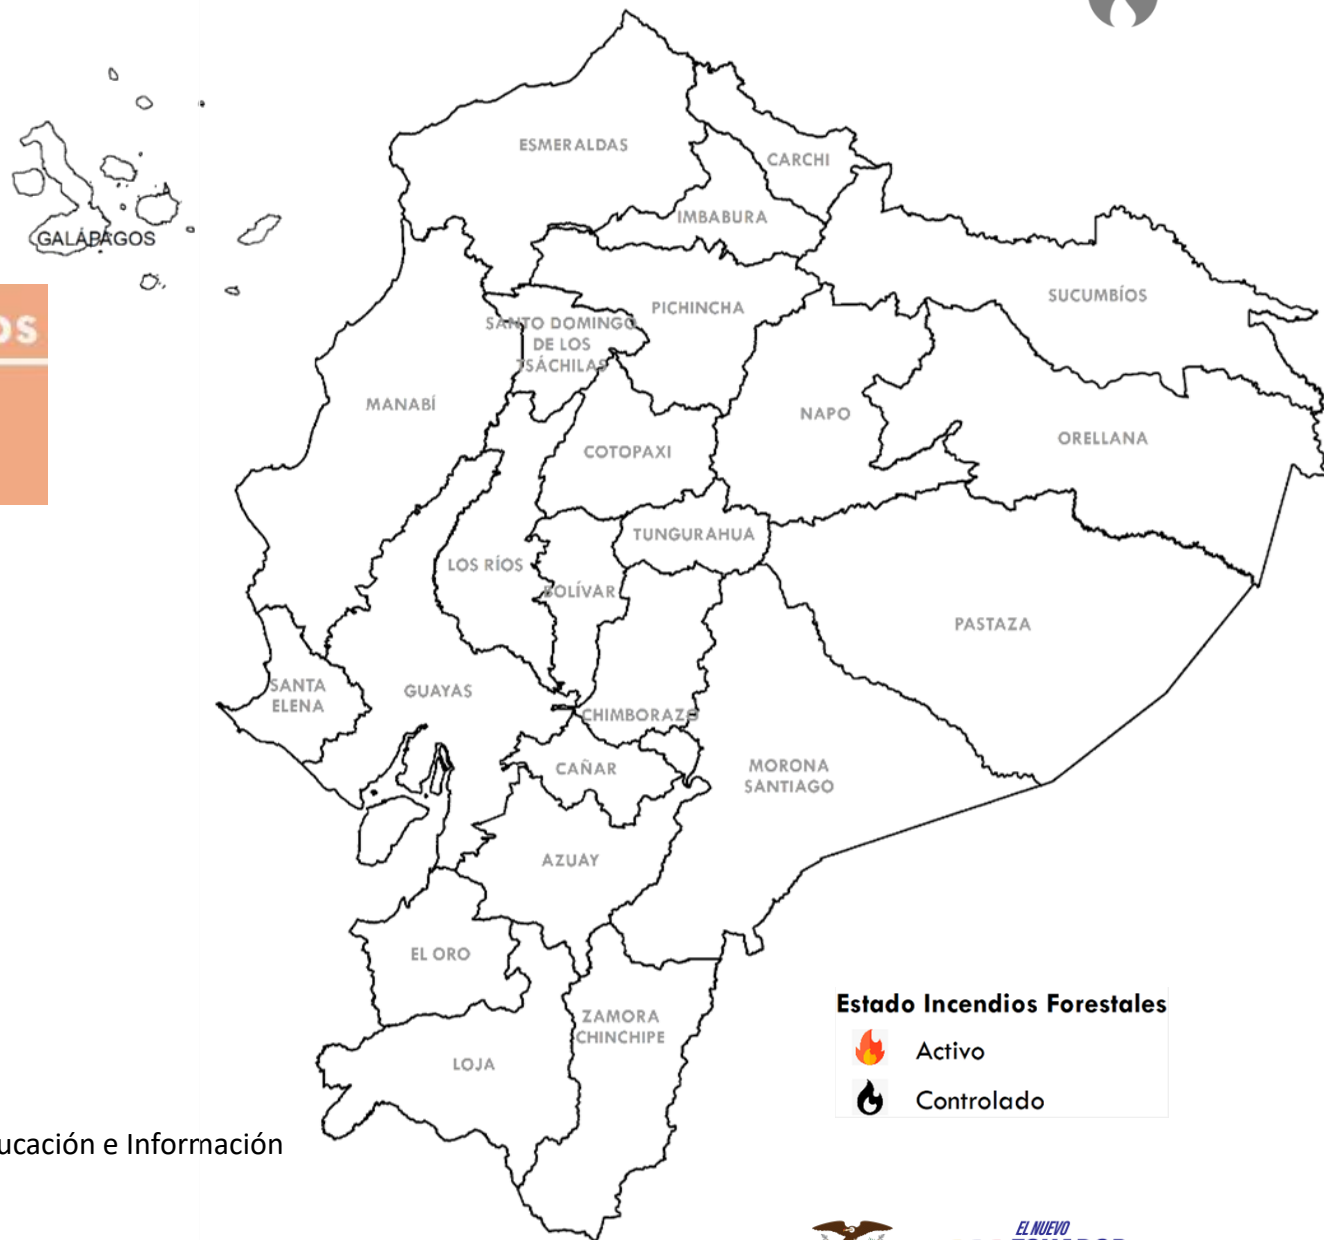 ESMERALDAS
CARCHI
IMBABURA
GALÁPAGOS
PICHINCHA
SUCUMBÍOS
OS
SANTO DOMINGO
DE LOS
TSÁCHILAS
MANABÍ
NAPO
ORELLANA
COTOPAXI
TUNGURAHUA
LOS RÍOS
BOLÍVAR
PASTAZA
SANTA
ELENA
GUAYAS
CHIMBORAZO
CAÑAR
MORONA
SANTIAGO
AZUAY
EL ORO
ZAMORA
CHINCHIPE
LOJA
Estado Incendios Forestales
Activo
Controlado
ucación e Información
EL NUEVO